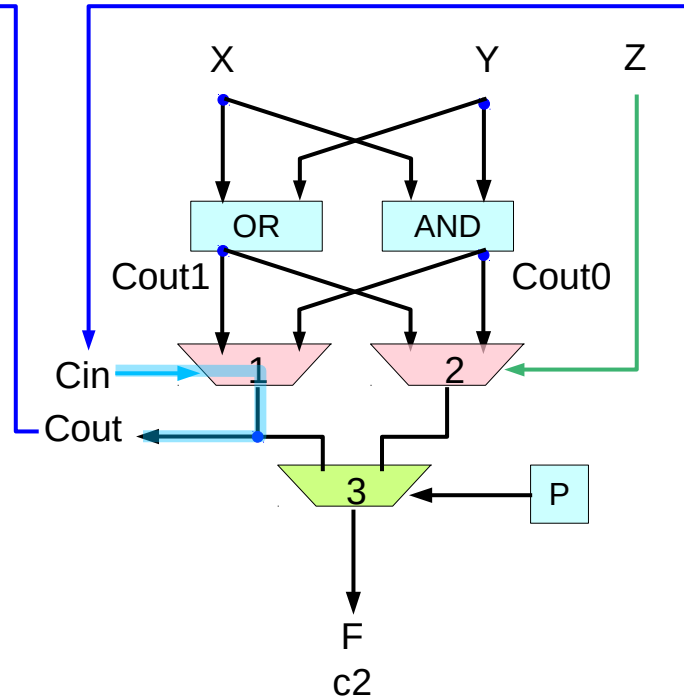 X Y Z
OR AND
Cout1 Cout0
Cin 1 2
Cout
3 P
F
c2